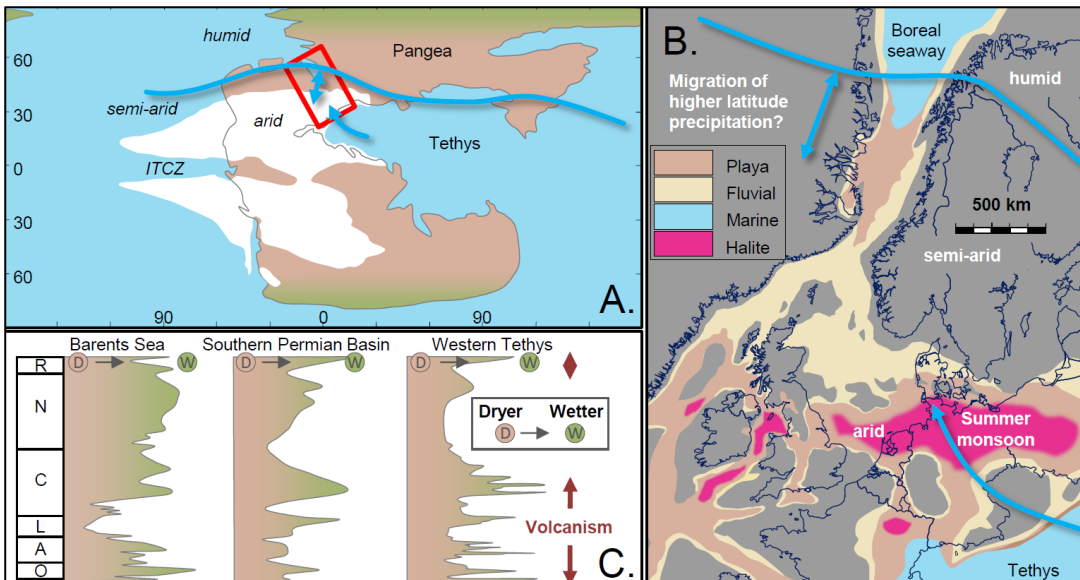 humid
60
Pangea
semi-arid
30
arid
Tethys
0
ITCZ
30
60
A.
90
0
90
B.
Boreal
seaway
Migration of
higher latitude
precipitation?
humid
Playa
Fluvial
Marine
Halite
500 km
semi-arid
arid
Summer
monsoon
Tethys
Barents Sea
Southern Permian Basin
Western Tethys
R
D
W
D
W
D
W
N
Dryer
Wetter
D
W
C
L
Volcanism
A
O
C.